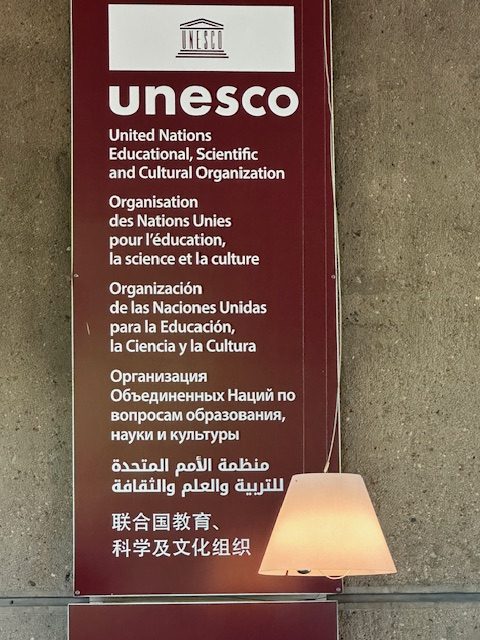 UNESCO
unesco
United Nations
Educational, Scientific
and Cultural Organization
Organisation
des Nations Unies
pour l'éducation,
la science et la culture
Organización
de las Naciones Unidas
para la Educación,
la Ciencia y la Cultura
Организация
Объединенных Наций по
вопросам образования,
науки и культуры
منظمة الأمم المتحدة
للتربية والعلم والثقافة
联合国教育、
科学及文化组织